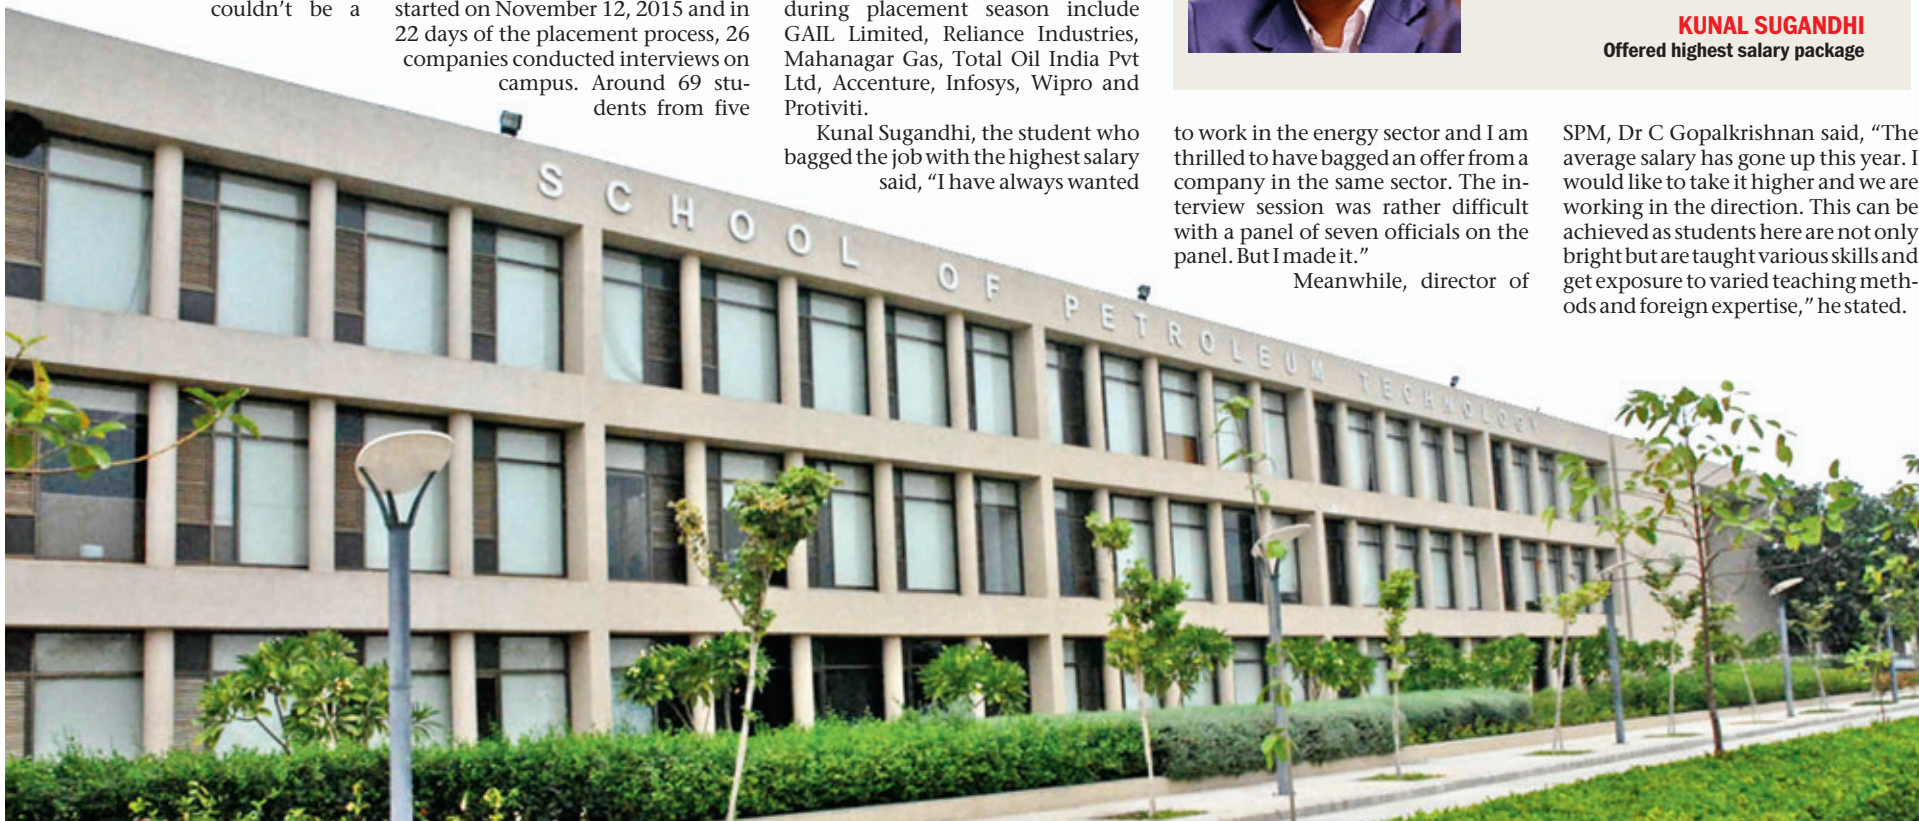 couldn't be a
started on November 12, 2015 and in
22 days of the placement process, 26
companies conducted interviews on
campus. Around 69 stu-
dents from five
during placement season include
GAIL Limited, Reliance Industries,
Mahanagar Gas, Total Oil India Pvt
Ltd, Accenture, Infosys, Wipro and
Protiviti.
Kunal Sugandhi, the student who
bagged the job with the highest salary
said, “I have always wanted
KUNAL SUGANDHI
Offered highest salary package
to work in the energy sector and I am
thrilled to have bagged an offer from a
company in the same sector. The in-
terview session was rather difficult
with a panel of seven officials on the
panel. But I made it.”
Meanwhile, director of
SPM, Dr C Gopalkrishnan said, “The
average salary has gone up this year. I
would like to take it higher and we are
working in the direction. This can be
achieved as students here are not only
bright but are taught various skills and
get exposure to varied teaching meth-
ods and foreign expertise,” he stated.
SCHOOL OF PETROLEUM TECHNOLOGY